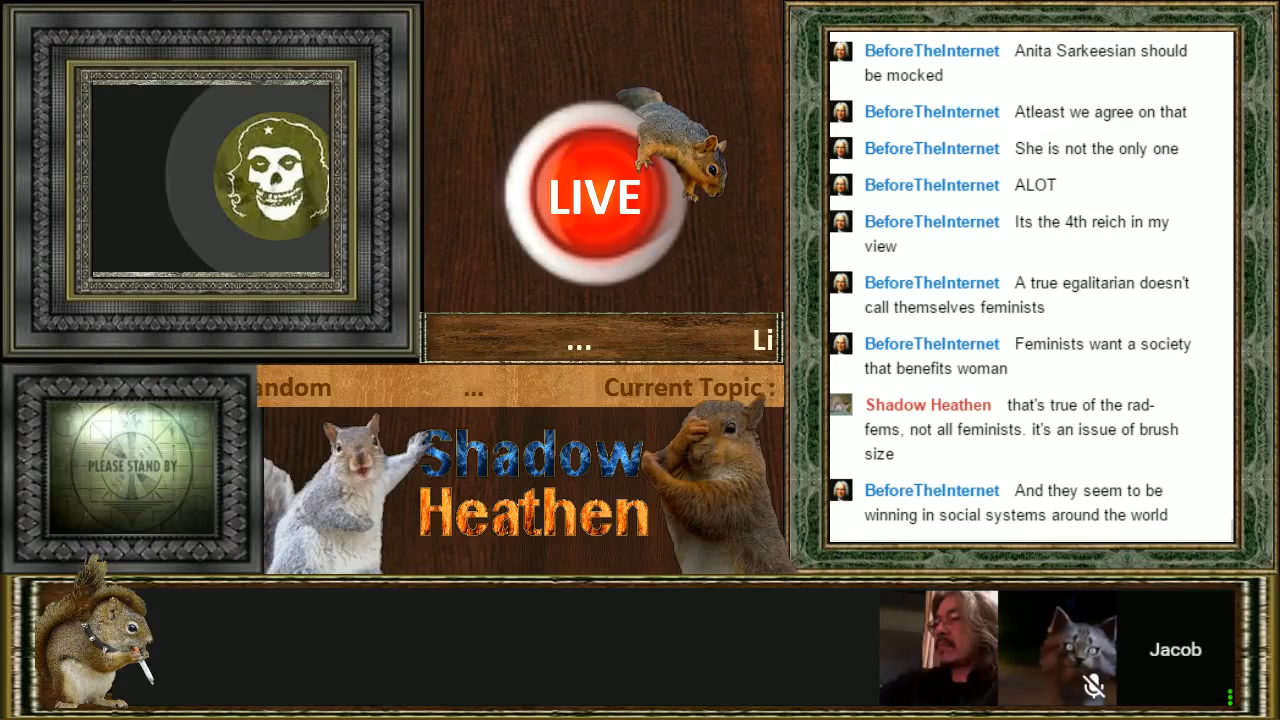 LIVE
... Li
andom ... Current Topic :
PLEASE STAND BY
Shadow
Heathen
BeforeTheInternet Anita Sarkeesian should
be mocked
BeforeTheInternet Atleast we agree on that
BeforeTheInternet She is not the only one
BeforeTheInternet ALOT
BeforeTheInternet Its the 4th reich in my
view
BeforeTheInternet A true egalitarian doesn't
call themselves feminists
BeforeTheInternet Feminists want a society
that benefits woman
Shadow Heathen that's true of the rad-
fems, not all feminists. it's an issue of brush
size
BeforeTheInternet And they seem to be
winning in social systems around the world
Jacob